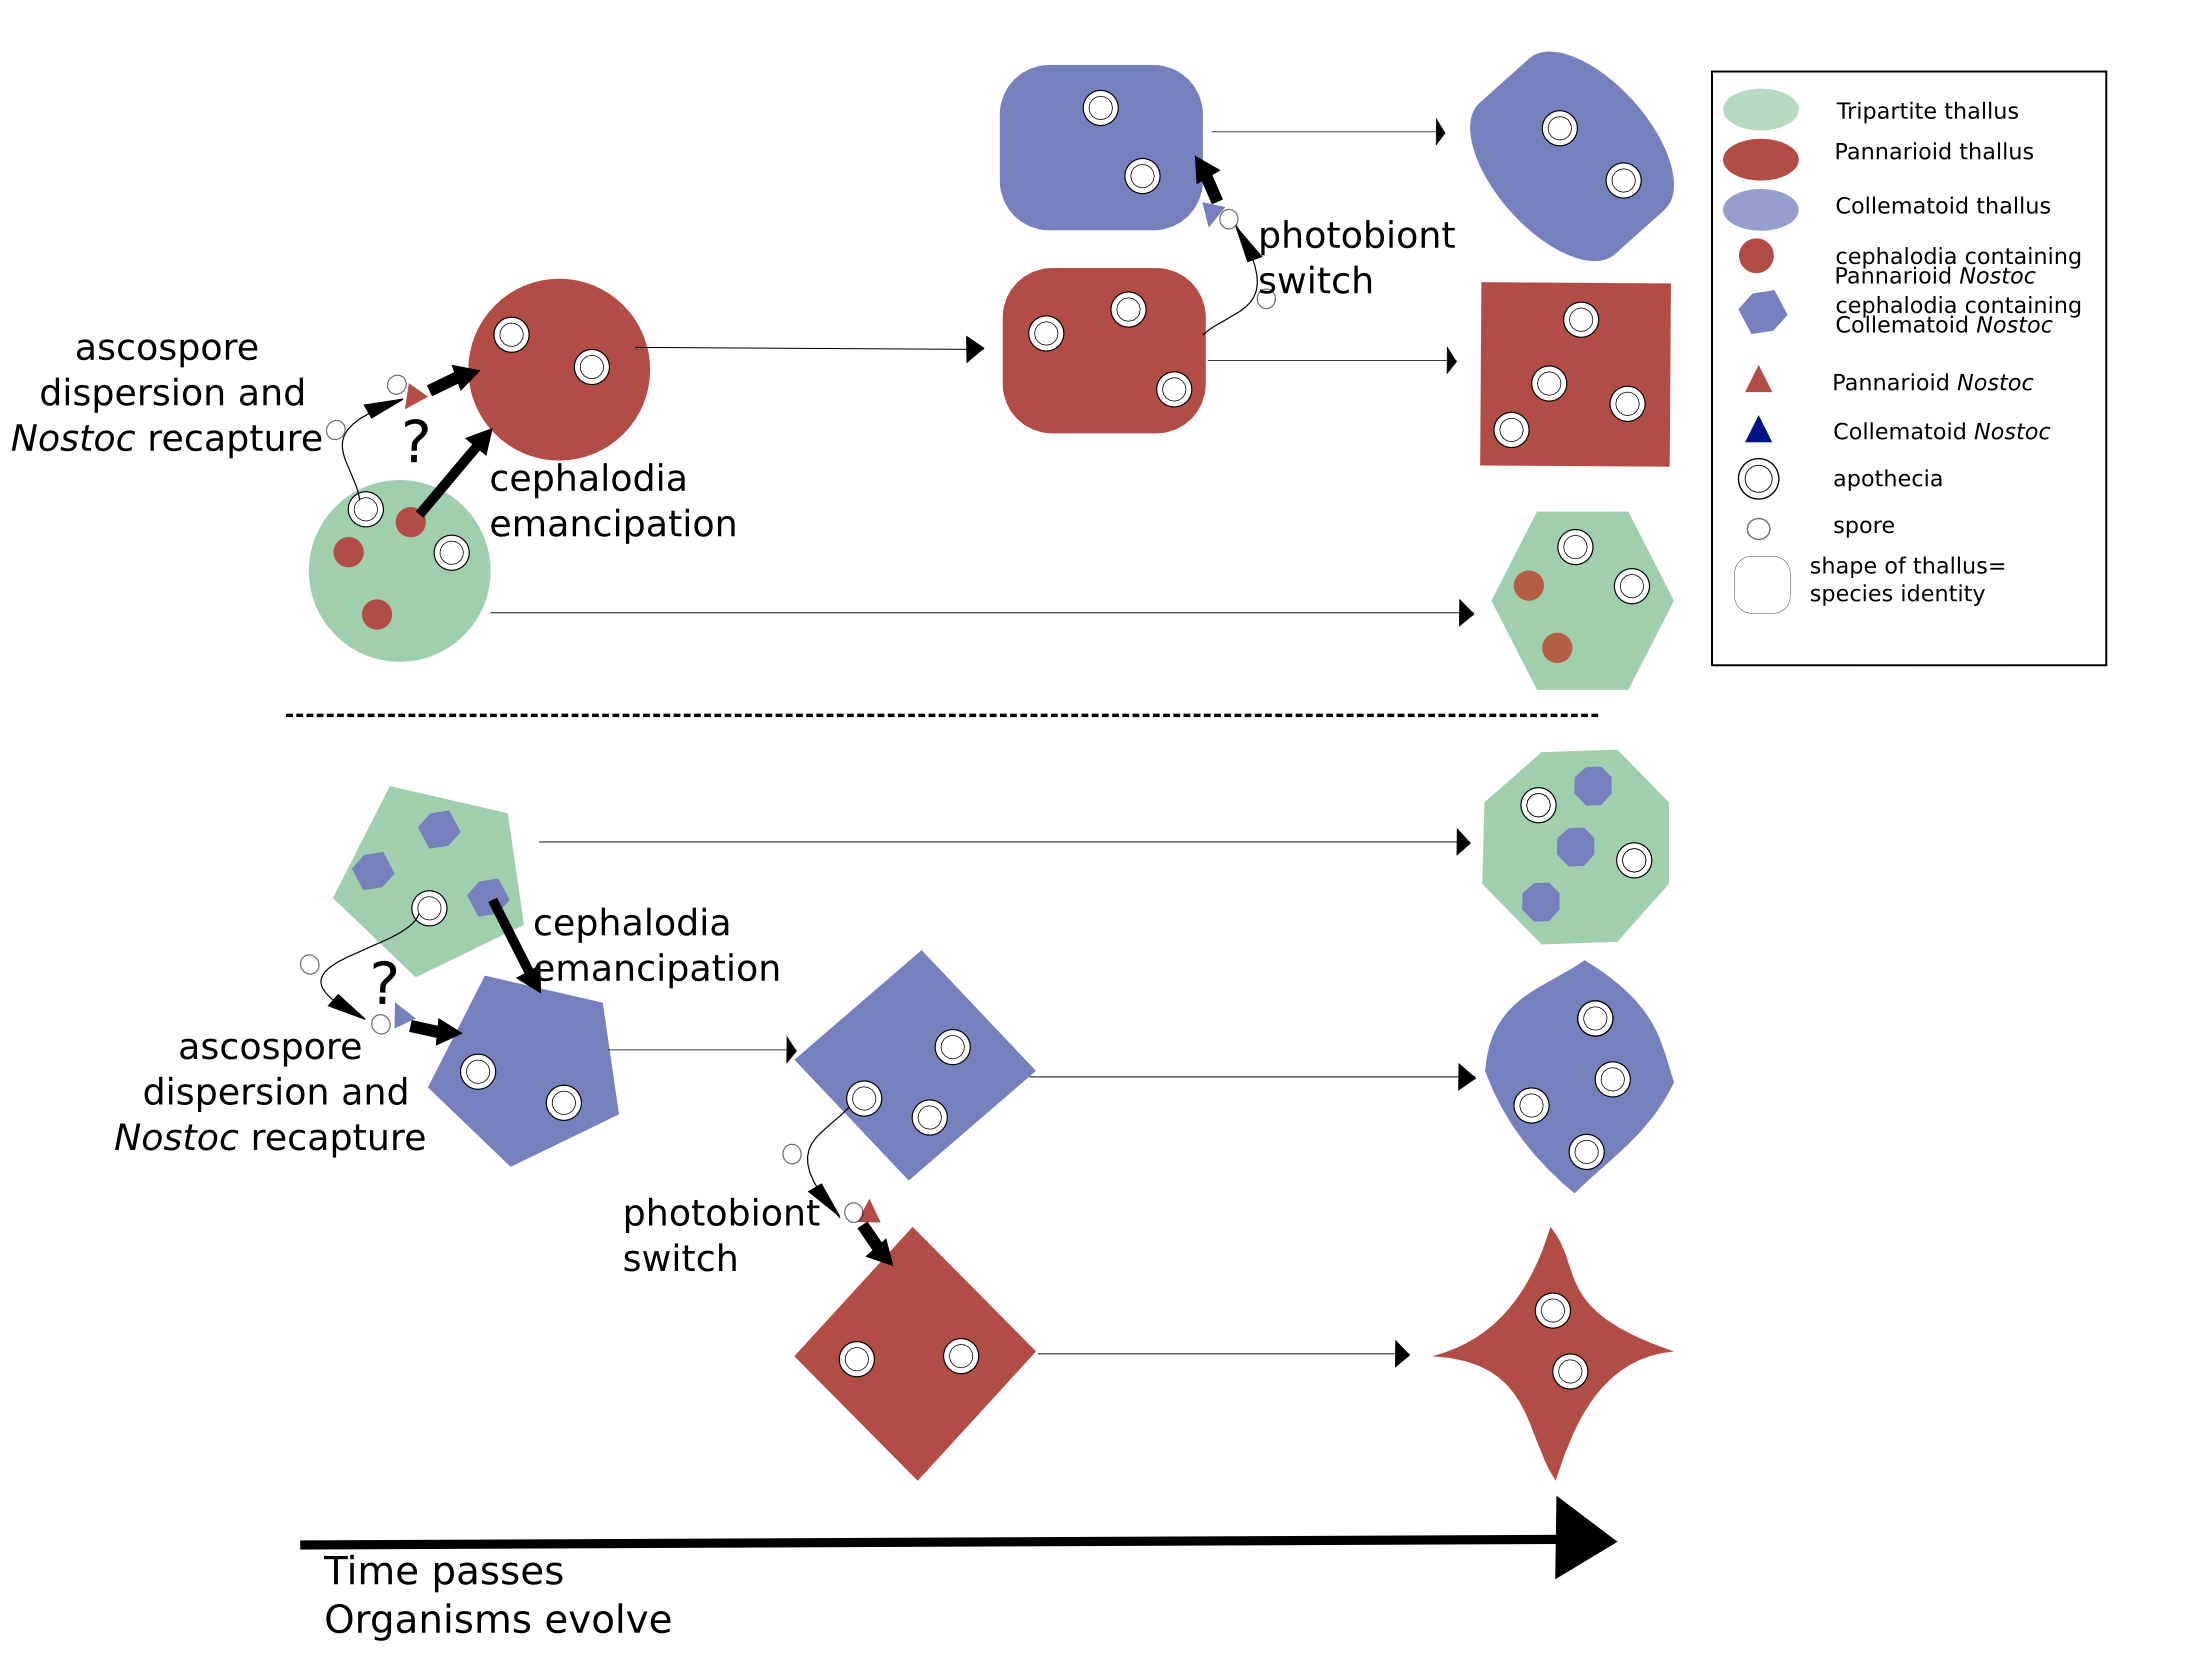 photobiont
switch
ascospore
dispersion and
Nostoc recapture
?
cephalodia
emancipation
Tripartite thallus
Pannarioid thallus
Collematoid thallus
cephalodia containing
Pannarioid Nostoc
cephalodia containing
Collematoid Nostoc
Pannarioid Nostoc
Collematoid Nostoc
apothecia
spore
shape of thallus=
species identity
cephalodia
emancipation
?
ascospore
dispersion and
Nostoc recapture
photobiont
switch
Time passes
Organisms evolve